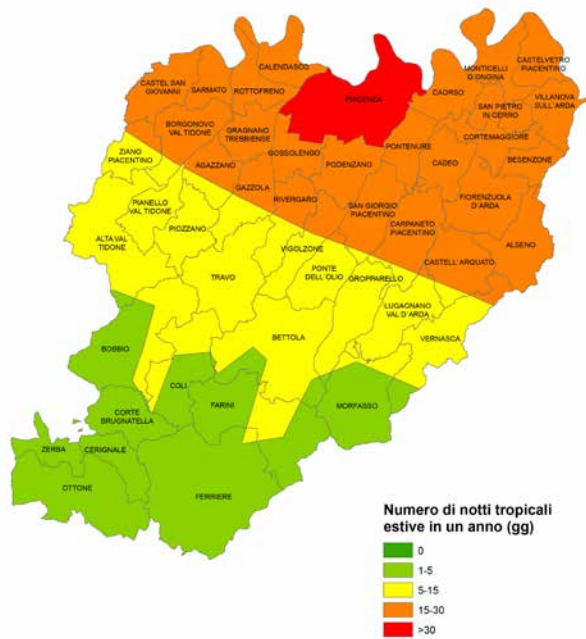 CALENDASCO
CASTEL SAN
GIOVANNI
SARMATO
ROTTOFRENO
PIACENZA
CAORSO
MONTICELLI
D'ONGINA
CASTELVETRO
PIACENTINO
VILLANOVA
SULL'ARDA
SAN PIETRO
IN CERRO
CORTEMAGGIORE
BESENZONE
BORGONOVO
VAL TIDONE
GRAGNANO
TREBBIENSE
GOSSOLENGO
PONTENURE
CADEO
ZIANO
PIACENTINO
AGAZZANO
PODENZANO
GAZZOLA
RIVERGARO
SAN GIORGIO
PIACENTINO
CARPANETO
PIACENTINO
FIORENZUOLA
D'ARDA
PIANELLO
VAL TIDONE
PIOZZANO
ALTA VAL
TIDONE
VIGOLZONE
CASTELL' ARQUATO
ALSENO
TRAVO
PONTE
DELL'OLIO
GROPPARELLO
LUGAGNANO
VAL D'ARDA
VERNASCA
BOBBIO
BETTOLA
COLI
FARINI
MORFASSO
CORTE
BRUGNATELLA
ZERBA
CERIGNALE
OTTONE
FERRIERE
Numero di notti tropicali
estive in un anno (gg)
0
1-5
5-15
15-30
>30